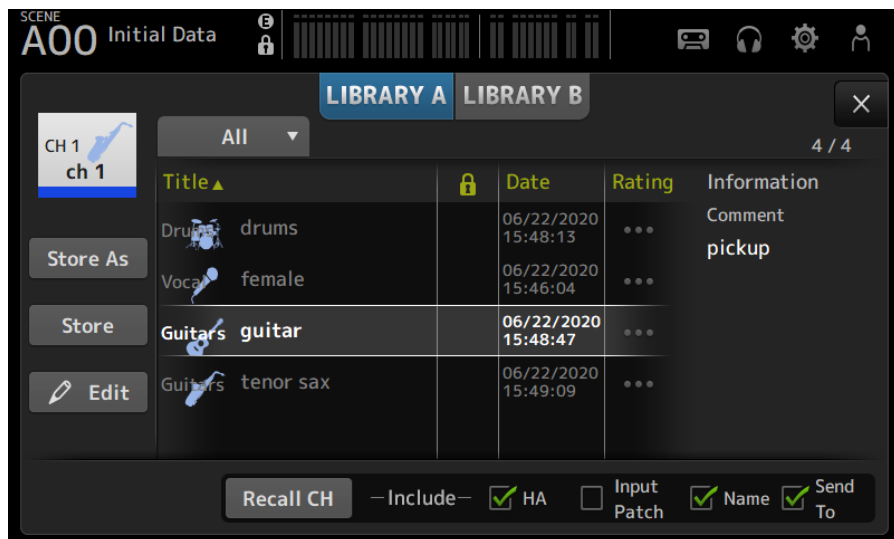 SCENE
A00 Initial Data
E
LIBRARY A LIBRARY B
CH 1
ch 1
All
4 / 4
Title Date Rating Information
Drums drums 06/22/2020 15:48:13
Comment
pickup
Store As
Vocal female 06/22/2020 15:46:04
Store
Guitars guitar 06/22/2020 15:48:47
Edit
Guitars tenor sax 06/22/2020 15:49:09
Recall CH Include HA Input Patch Name Send To